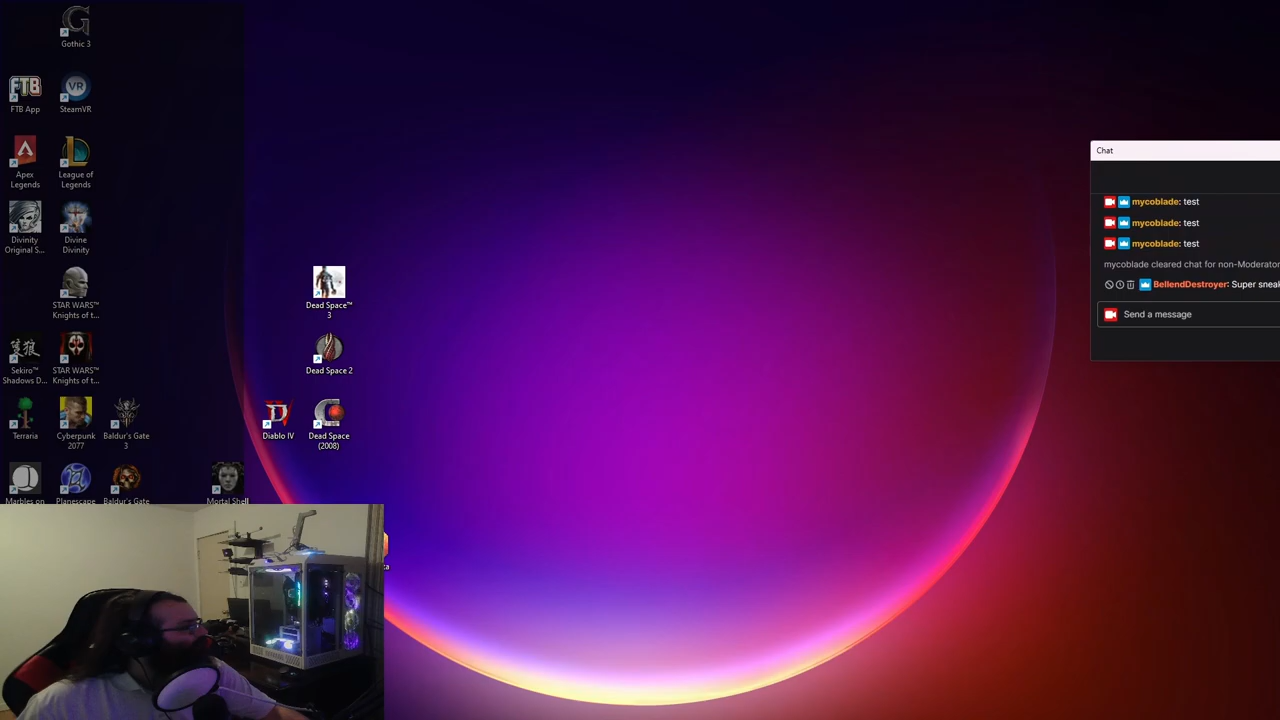 Gothic 3
FTB App
SteamVR
Apex
Legends
League of
Legends
Divinity
Original S...
Divine
Divinity
STAR WARS™
Knights of t...
Sekiro™
Shadows D...
STAR WARS™
Knights of t...
Terraria
Cyberpunk
2077
Baldur's Gate
3
Marbles on
Planescape
Baldur's Gate
Mortal Shell
Dead Space™
3
Dead Space 2
Diablo IV
Dead Space
(2008)
Chat
mycoblade: test
mycoblade: test
mycoblade: test
mycoblade cleared chat for non-Moderator
BellendDestroyer: Super sneak
Send a message